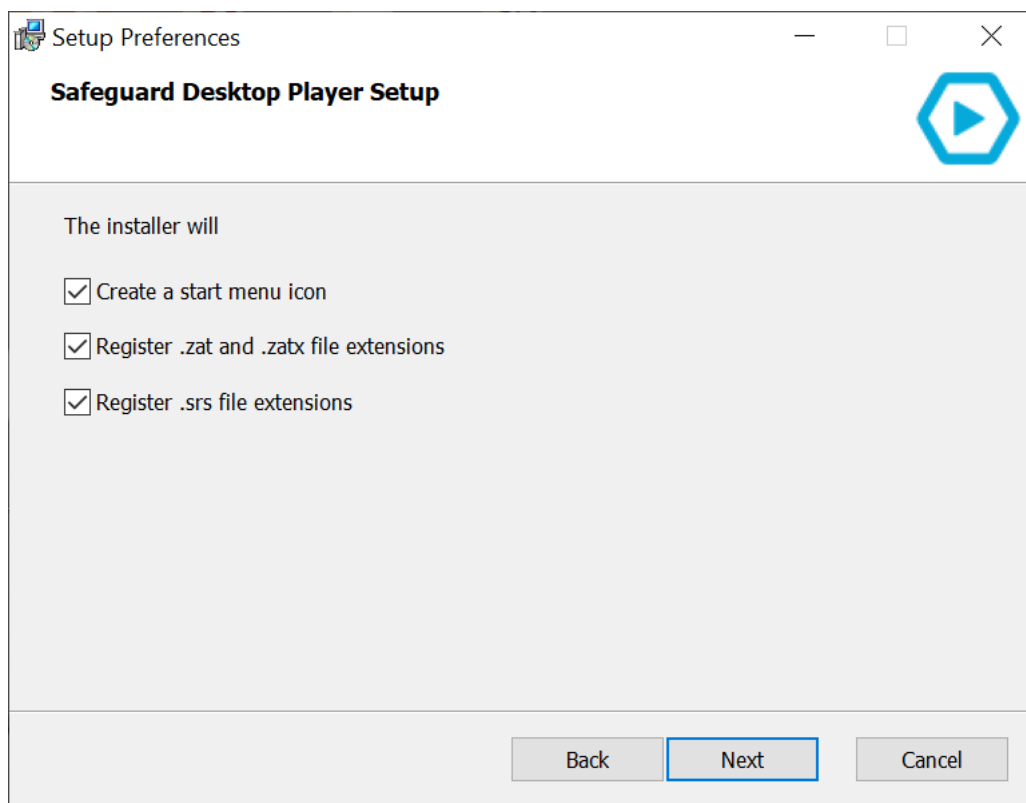 Setup Preferences
Safeguard Desktop Player Setup
The installer will
Create a start menu icon
Register .zat and .zatx file extensions
Register .srs file extensions
Back Next Cancel